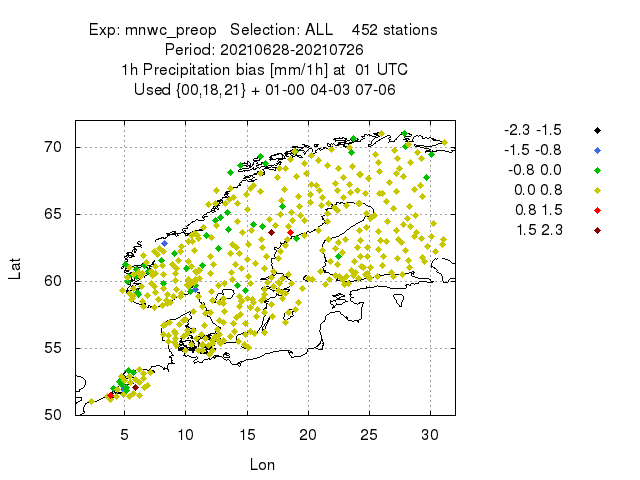 Exp: mnwc_preop   Selection: ALL    452 stations
Period: 20210628-20210726
1h Precipitation bias [mm/1h] at  01 UTC
Used {00,18,21} + 01-00 04-03 07-06
-2.3 -1.5
-1.5 -0.8
-0.8 0.0
0.0 0.8
0.8 1.5
1.5 2.3
70
65
60
55
50
Lat
5 10 15 20 25 30
Lon